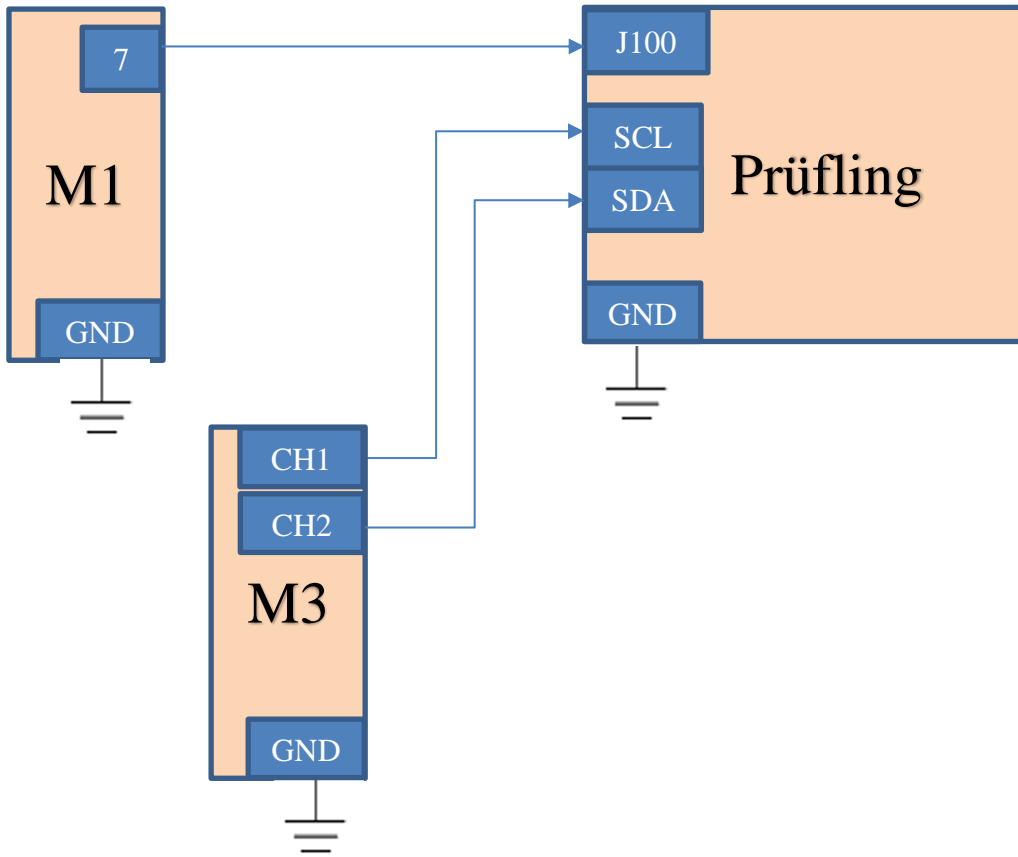 7
M1
GND
J100
SCL
SDA
Prüfling
GND
CH1
CH2
M3
GND